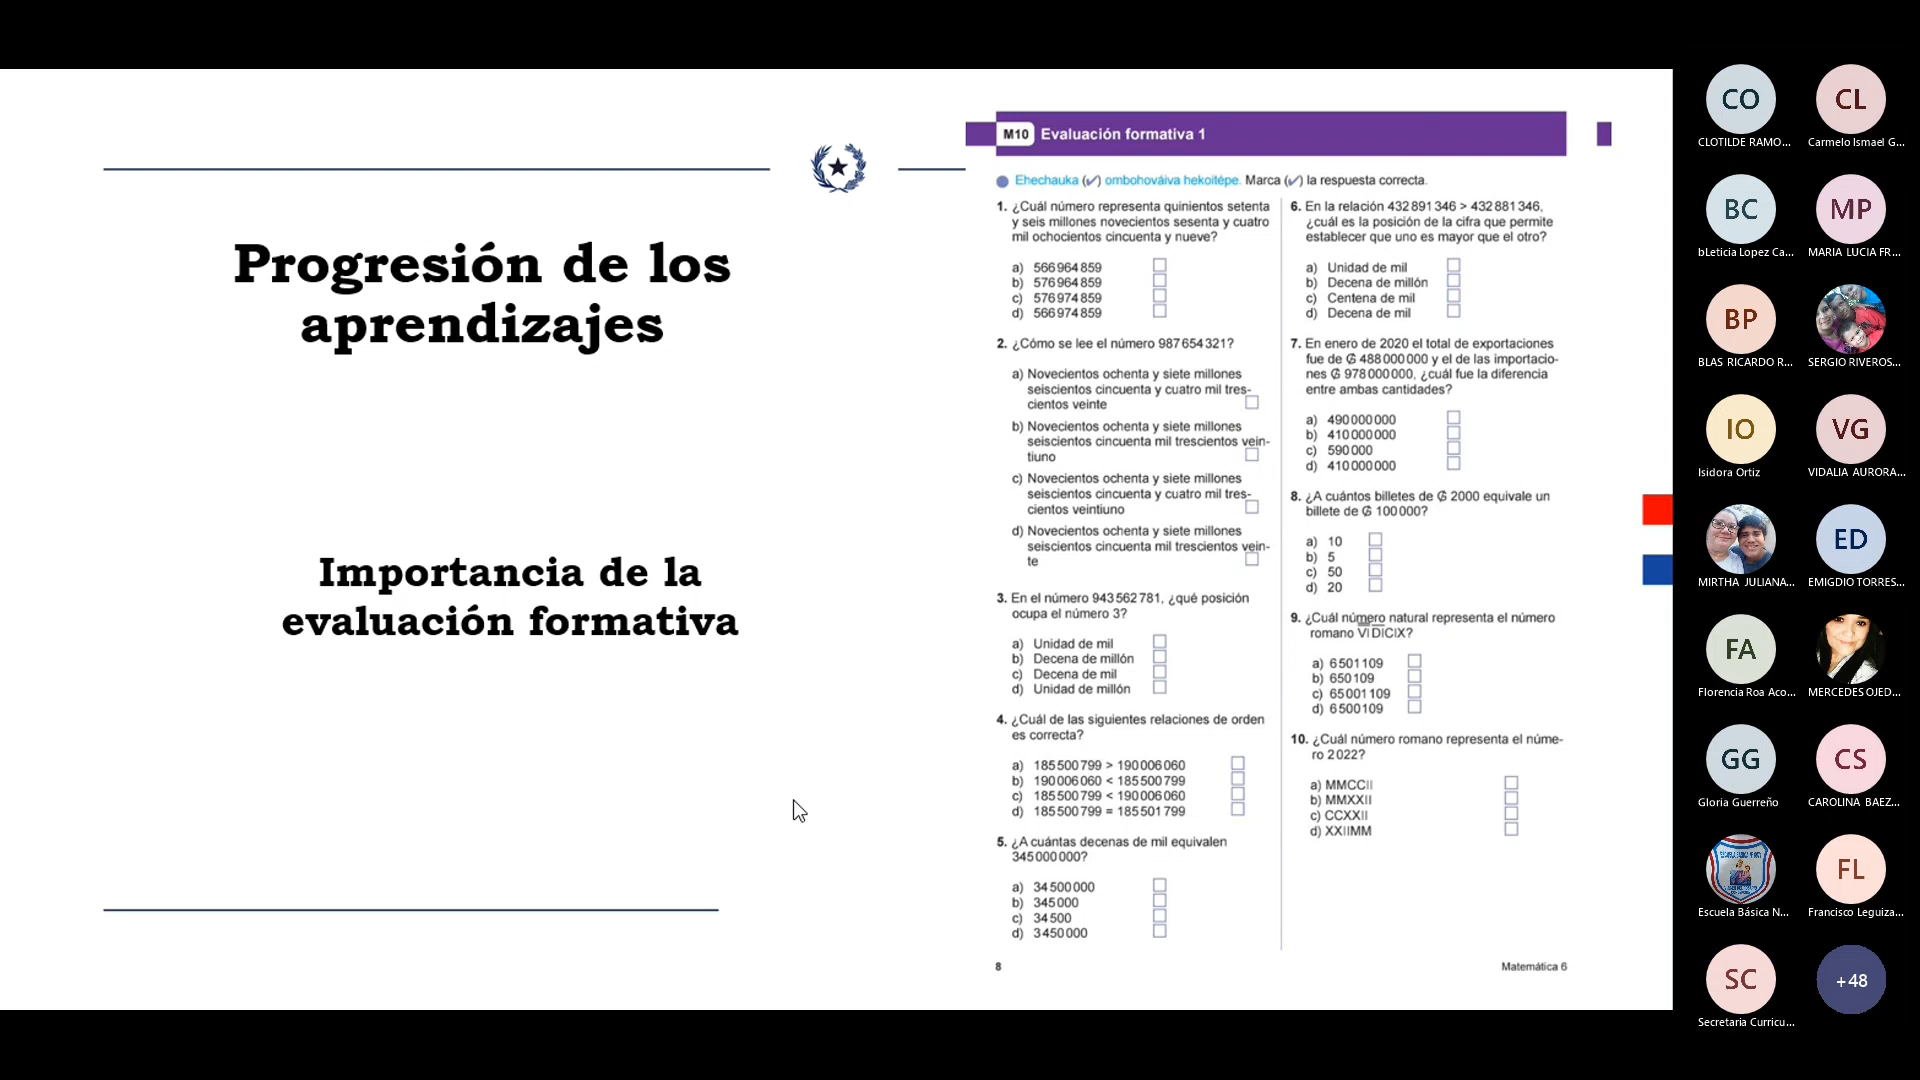 Progresión de los
aprendizajes
Importancia de la
evaluación formativa
M10 Evaluación formativa 1
Ehechauka (✓) ombohováiva hekoitépe. Marca (✓) la respuesta correcta.
1. ¿Cuál número representa quinientos setenta
y seis millones novecientos sesenta y cuatro
mil ochocientos cincuenta y nueve?
a) 566 964 859
b) 576 964 859
c) 576 974 859
d) 566 974 859
2. ¿Cómo se lee el número 987 654 321?
a) Novecientos ochenta y siete millones
seiscientos cincuenta y cuatro mil tres-
cientos veinte
b) Novecientos ochenta y siete millones
seiscientos cincuenta mil trescientos vein-
tiuno
c) Novecientos ochenta y siete millones
seiscientos cincuenta y cuatro mil tres-
cientos veintiuno
d) Novecientos ochenta y siete millones
seiscientos cincuenta mil trescientos vein-
te
3. En el número 943 562 781, ¿qué posición
ocupa el número 3?
a) Unidad de mil
b) Decena de millón
c) Decena de mil
d) Unidad de millón
4. ¿Cuál de las siguientes relaciones de orden
es correcta?
a) 185 500 799 > 190 006 060
b) 190 006 060 < 185 500 799
c) 185 500 799 < 190 006 060
d) 185 500 799 = 185 501 799
5. ¿A cuántas decenas de mil equivalen
345 000 000?
a) 34 500 000
b) 345 000
c) 34 500
d) 3 450 000
6. En la relación 432 891 346 > 432 881 346,
¿cuál es la posición de la cifra que permite
establecer que uno es mayor que el otro?
a) Unidad de mil
b) Decena de millón
c) Centena de mil
d) Decena de mil
7. En enero de 2020 el total de exportaciones
fue de ₲ 488 000 000 y el de las importacio-
nes ₲ 978 000 000, ¿cuál fue la diferencia
entre ambas cantidades?
a) 490 000 000
b) 410 000 000
c) 590 000
d) 410 000 000
8. ¿A cuántos billetes de ₲ 2000 equivale un
billete de ₲ 100 000?
a) 10
b) 5
c) 50
d) 20
9. ¿Cuál número natural representa el número
romano V̅I̅ D̅I̅CIX?
a) 6 501 109
b) 650 109
c) 65 001 109
d) 6 500 109
10. ¿Cuál número romano representa el núme-
ro 2 022?
a) MMCCII
b) MMXXII
c) CCXXII
d) XXIIMM
8
Matemática 6
CO
CLOTILDE RAMO...
CL
Carmelo Ismael G...
BC
bLeticia Lopez Ca...
MP
MARIA LUCIA FR...
BP
BLAS RICARDO R...
SERGIO RIVEROS...
IO
Isidora Ortiz
VG
VIDALIA AURORA...
MIRTHA JULIANA...
ED
EMIGDIO TORRES...
FA
Florencia Roa Aco...
MERCEDES OJED...
GG
Gloria Guerreño
CS
CAROLINA BAEZ...
Escuela Básica N...
FL
Francisco Leguiza...
SC
Secretaria Curricu...
+48